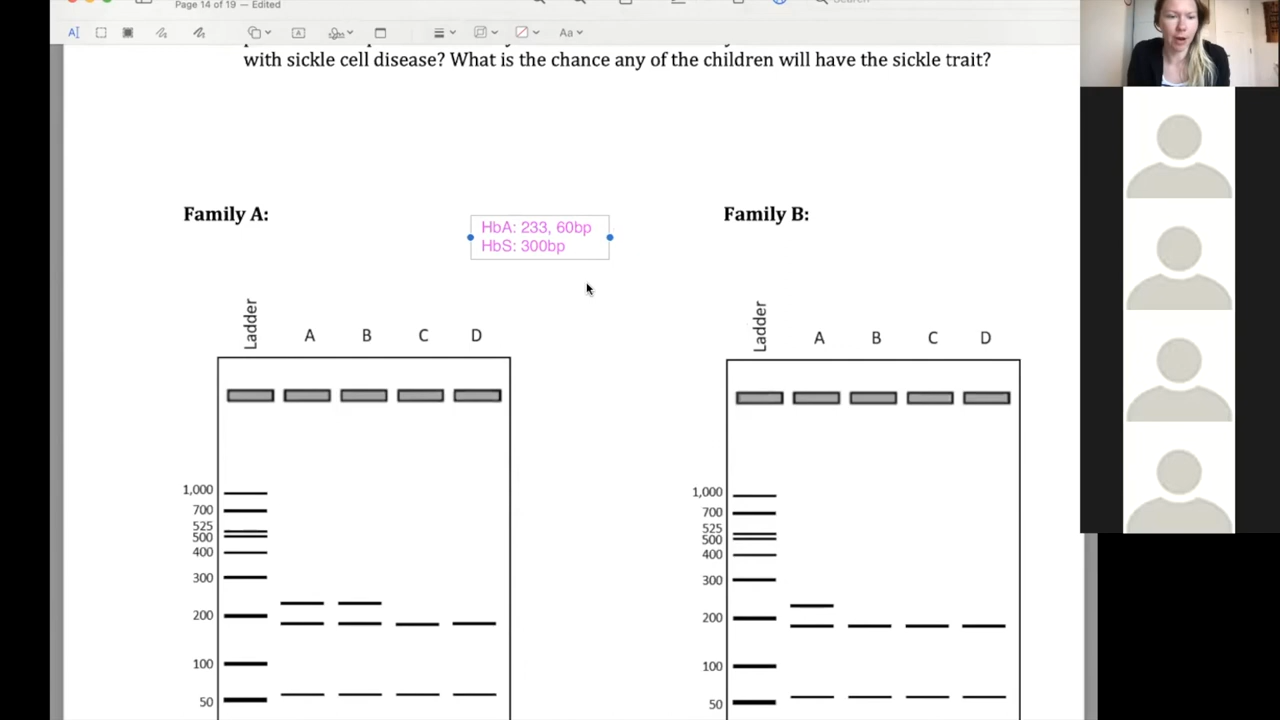 Page 14 of 19 — Edited
Search
Aa
with sickle cell disease? What is the chance any of the children will have the sickle trait?
Family A:
HbA: 233, 60bp
HbS: 300bp
Family B:
Ladder A B C D
1,000
700
525
500
400
300
200
100
50
Ladder A B C D
1,000
700
525
500
400
300
200
100
50